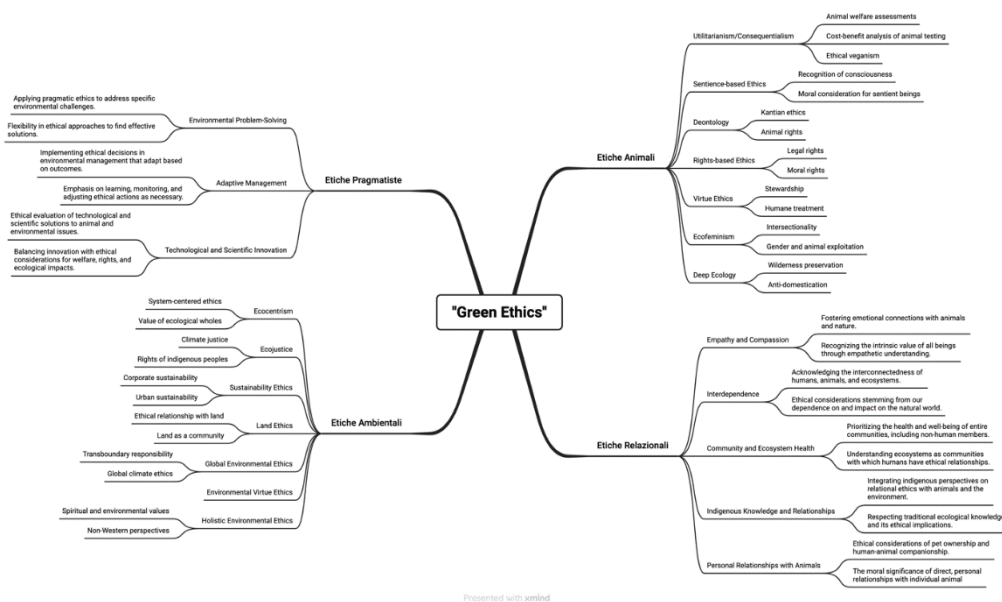 "Green Ethics"
Etiche Pragmatiste
Environmental Problem-Solving
Applying pragmatic ethics to address specific
environmental challenges.
Flexibility in ethical approaches to find effective
solutions.
Adaptive Management
Implementing ethical decisions in
environmental management that adapt based
on outcomes.
Emphasis on learning, monitoring, and
adjusting ethical actions as necessary.
Technological and Scientific Innovation
Ethical evaluation of technological and
scientific solutions to animal and
environmental issues.
Balancing innovation with ethical
considerations for welfare, rights, and
ecological impacts.
Etiche Ambientali
Ecocentrism
System-centered ethics
Value of ecological wholes
Ecojustice
Climate justice
Rights of indigenous peoples
Sustainability Ethics
Corporate sustainability
Urban sustainability
Land Ethics
Ethical relationship with land
Land as a community
Global Environmental Ethics
Transboundary responsibility
Global climate ethics
Environmental Virtue Ethics
Holistic Environmental Ethics
Spiritual and environmental values
Non-Western perspectives
Etiche Animali
Utilitarianism/Consequentialism
Animal welfare assessments
Cost-benefit analysis of animal testing
Ethical veganism
Sentience-based Ethics
Recognition of consciousness
Moral consideration for sentient beings
Deontology
Kantian ethics
Animal rights
Rights-based Ethics
Legal rights
Moral rights
Virtue Ethics
Stewardship
Humane treatment
Ecofeminism
Intersectionality
Gender and animal exploitation
Deep Ecology
Wilderness preservation
Anti-domestication
Etiche Relazionali
Empathy and Compassion
Fostering emotional connections with animals
and nature.
Recognizing the intrinsic value of all beings
through empathetic understanding.
Interdependence
Acknowledging the interconnectedness of
humans, animals, and ecosystems.
Ethical considerations stemming from our
dependence on and impact on the natural world.
Community and Ecosystem Health
Prioritizing the health and well-being of entire
communities, including non-human members.
Understanding ecosystems as communities
with which humans have ethical relationships.
Indigenous Knowledge and Relationships
Integrating indigenous perspectives on
relational ethics with animals and the
environment.
Respecting traditional ecological knowledge
and its ethical implications.
Personal Relationships with Animals
Ethical considerations of pet ownership and
human-animal companionship.
The moral significance of direct, personal
relationships with individual animal
Presented with xmind